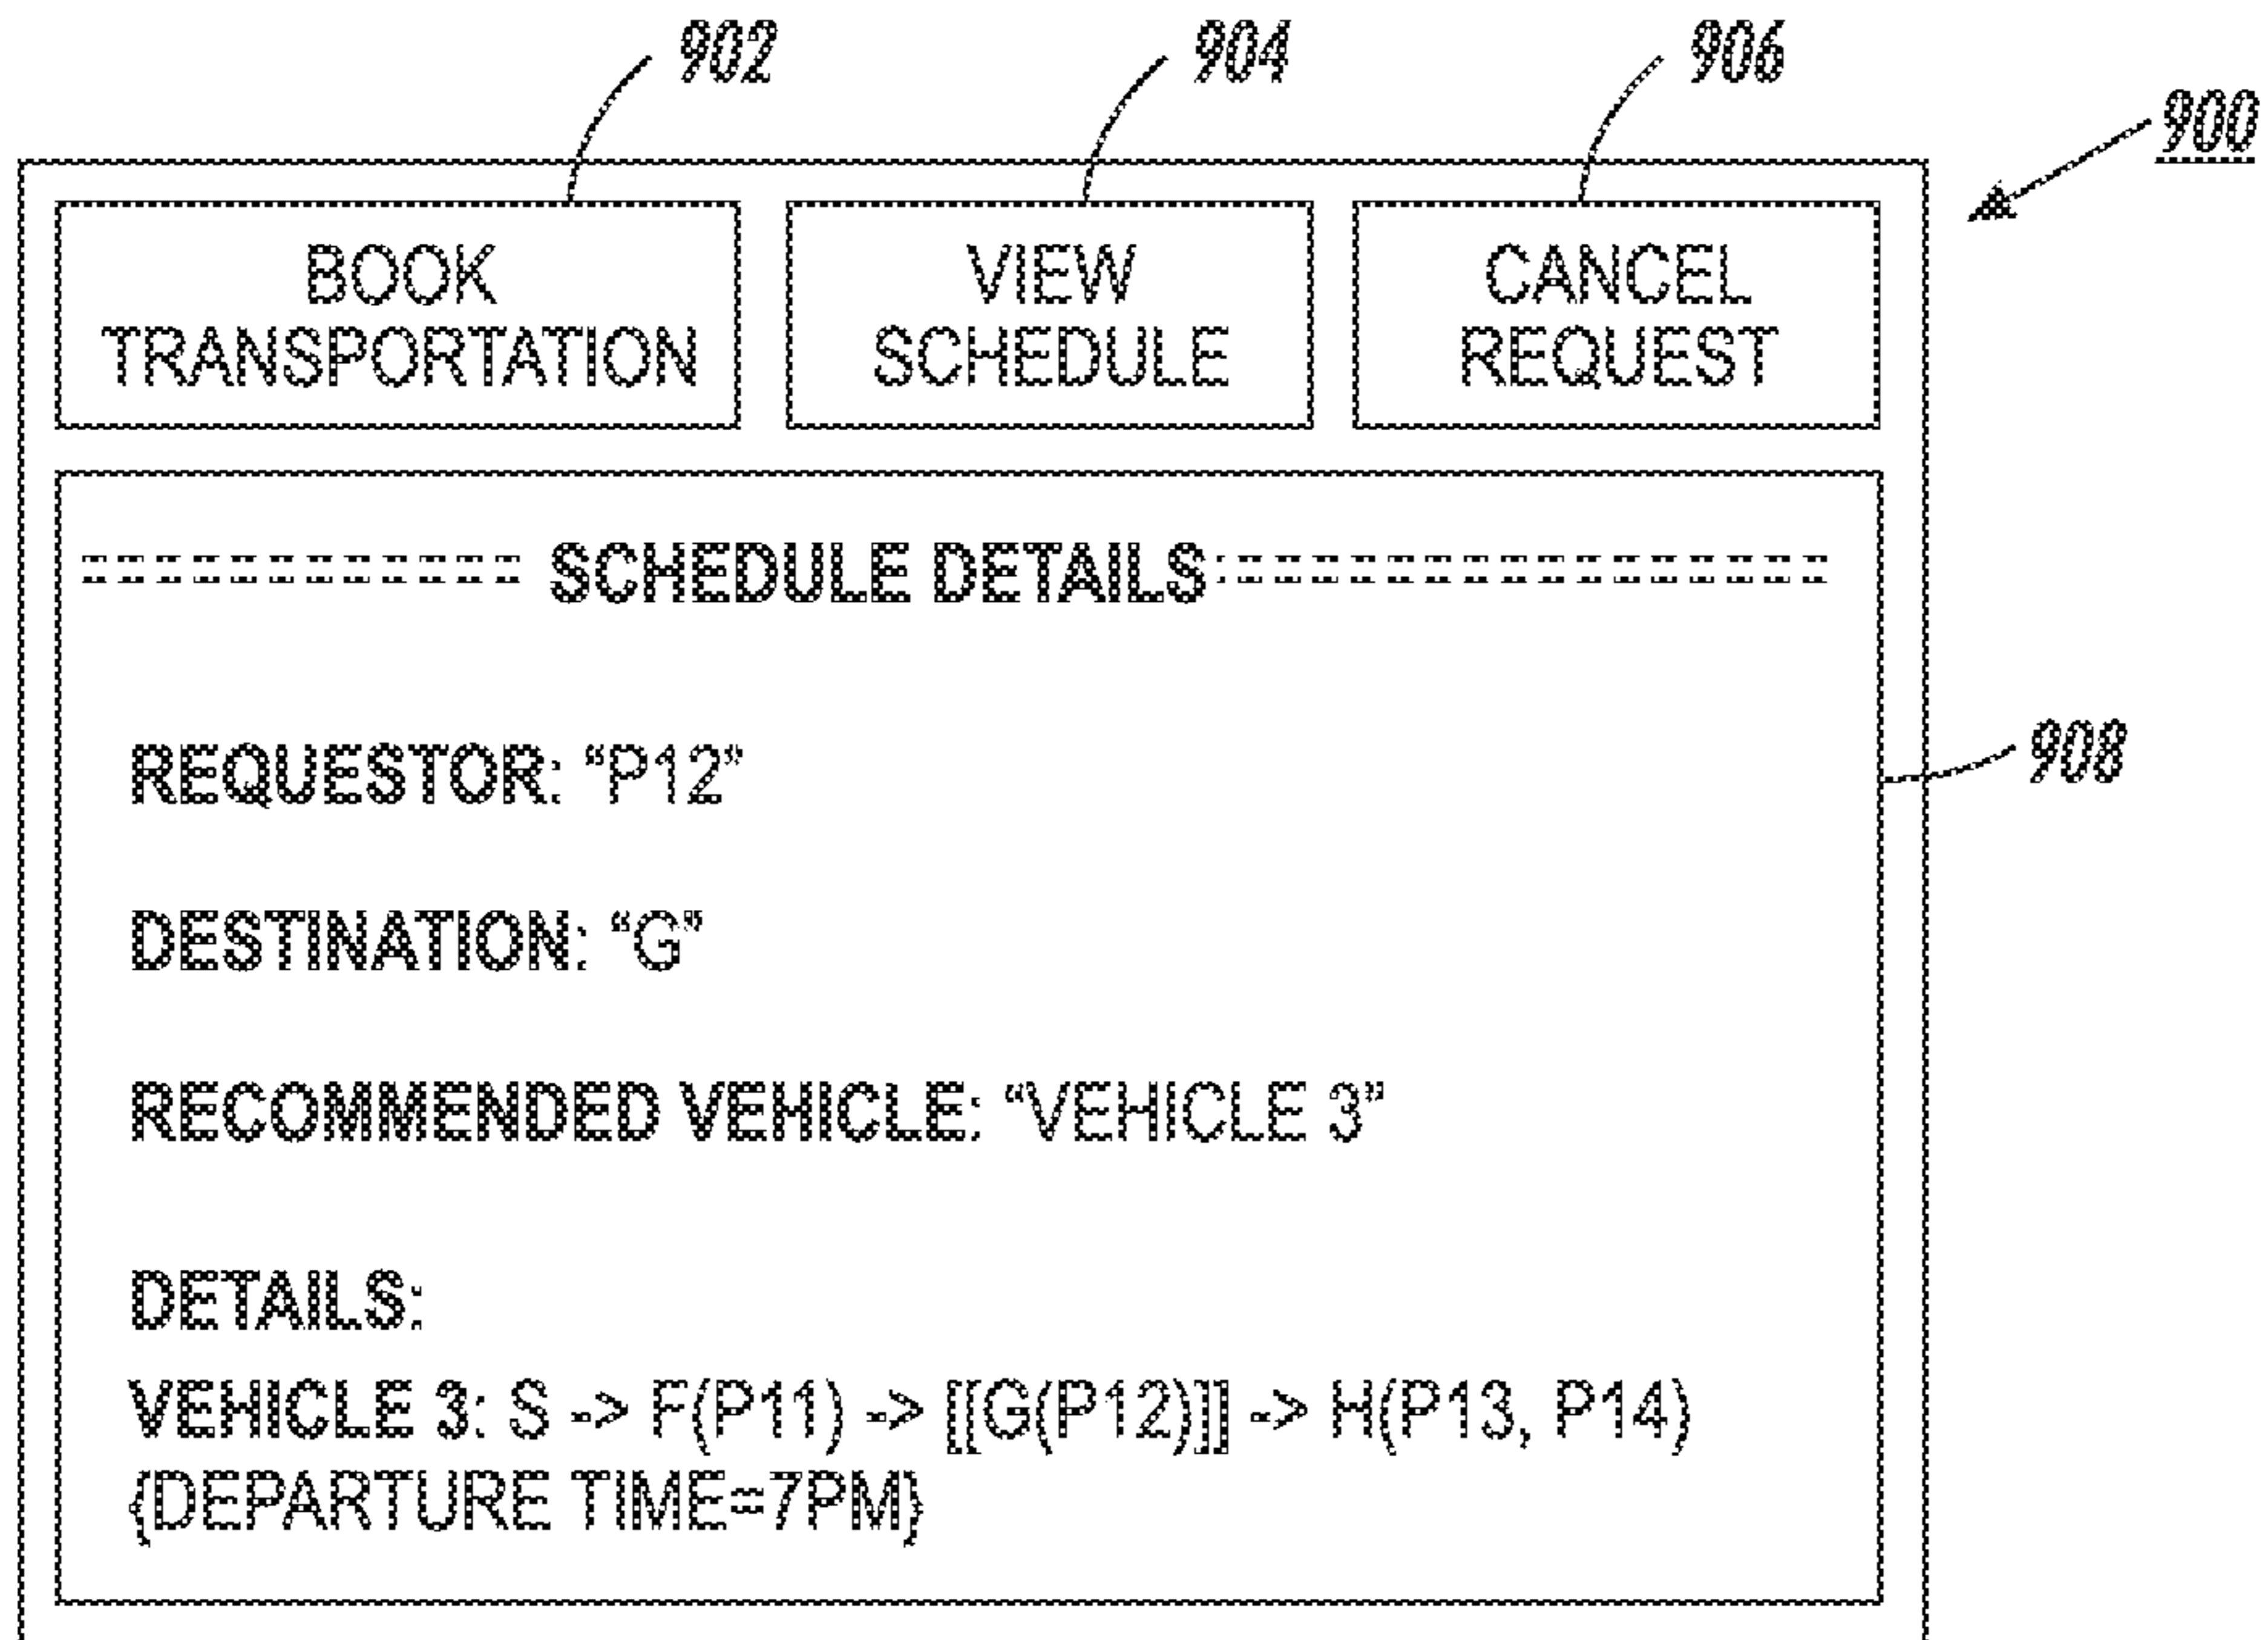 902
904
906
900
BOOK
TRANSPORTATION
VIEW
SCHEDULE
CANCEL
REQUEST
============ SCHEDULE DETAILS=================
REQUESTOR: “P12”
908
DESTINATION: “G”
RECOMMENDED VEHICLE: “VEHICLE 3”
DETAILS:
VEHICLE 3: S -> F(P11) -> [[G(P12)]] -> H(P13, P14)
{DEPARTURE TIME=7PM}